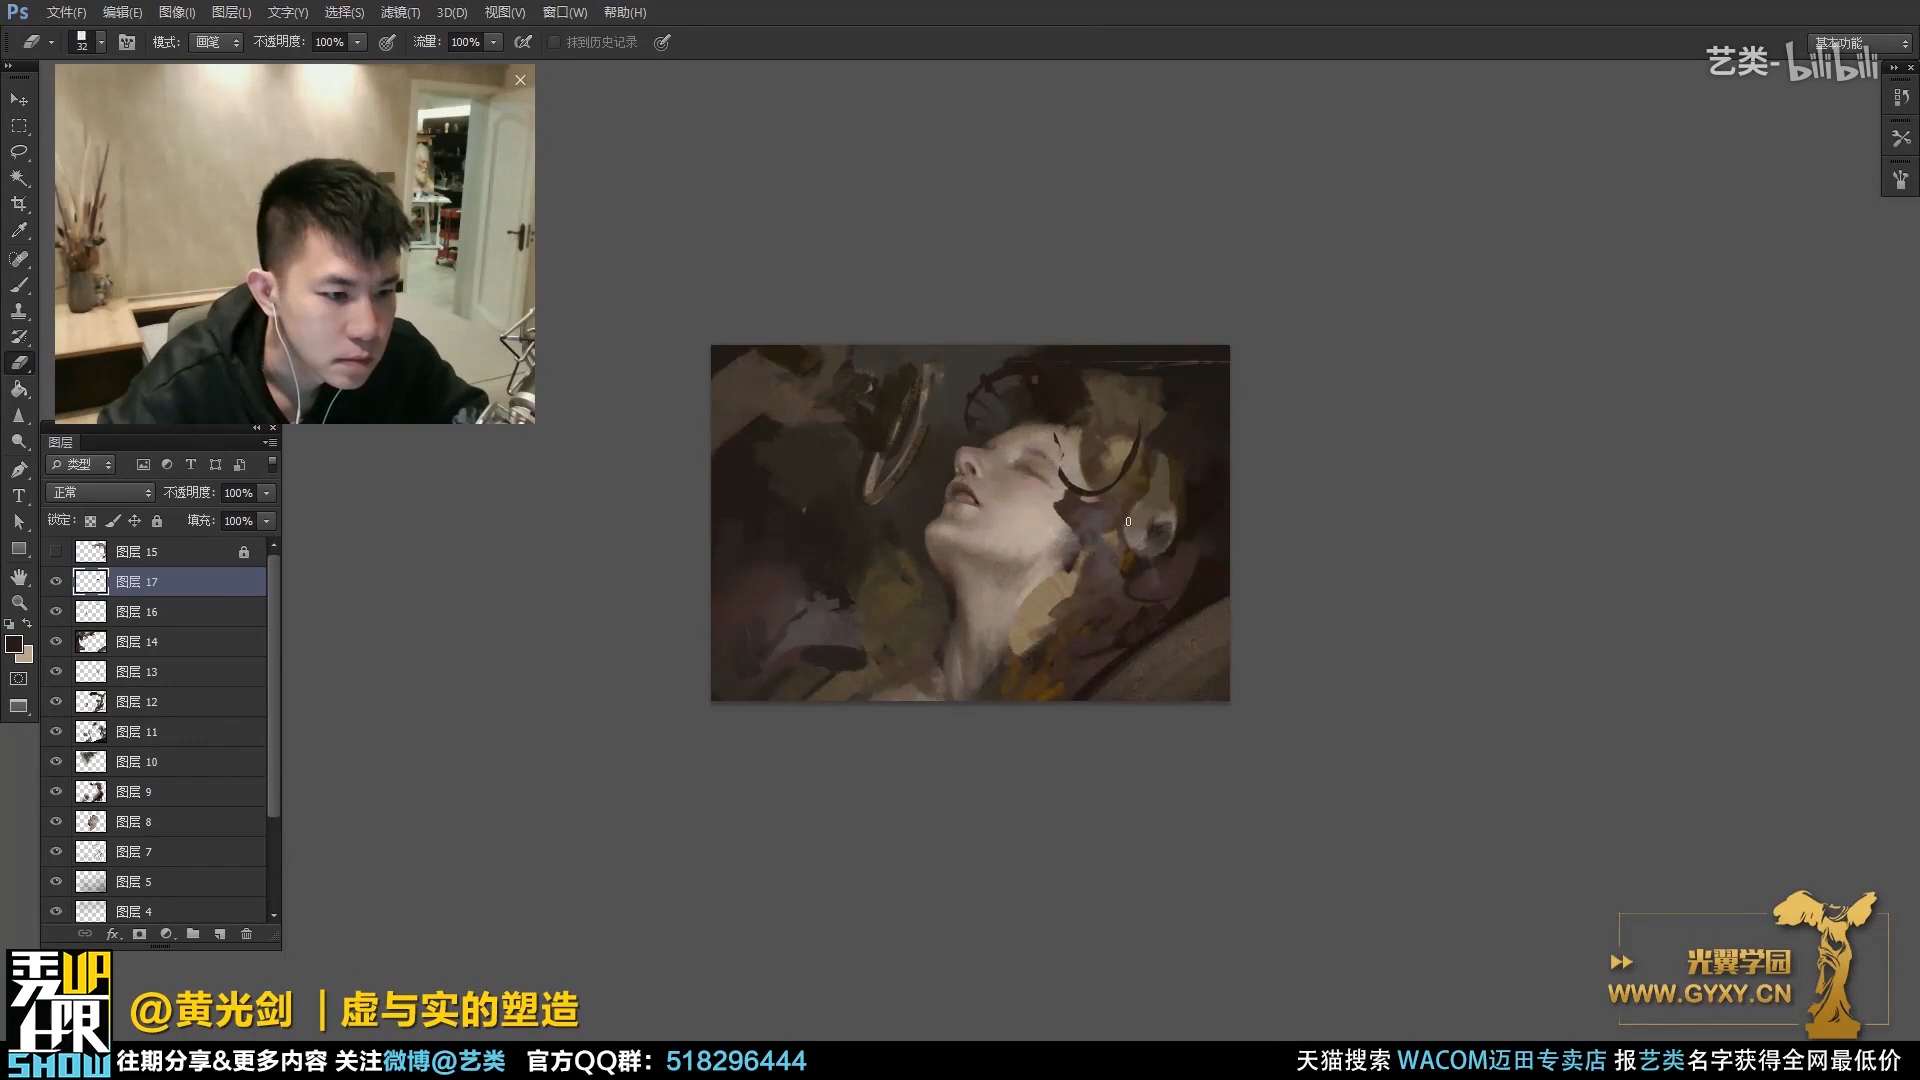 Ps 文件(F) 编辑(E) 图像(I) 图层(L) 文字(Y) 选择(S) 滤镜(T) 3D(D) 视图(V) 窗口(W) 帮助(H)
32 模式: 画笔 不透明度: 100% 流量: 100% 抹到历史记录 基本功能
艺类-bilibili
图层
类型
正常 不透明度: 100%
锁定: 填充: 100%
图层 15
图层 17
图层 16
图层 14
图层 13
图层 12
图层 11
图层 10
图层 9
图层 8
图层 7
图层 5
图层 4
fx
光翼学园
WWW.GYXY.CN
UP
HR
SHOW
@黄光剑 | 虚与实的塑造
往期分享&更多内容 关注微博@艺类 官方QQ群: 518296444
天猫搜索 WACOM迈田专卖店 报艺类名字获得全网最低价